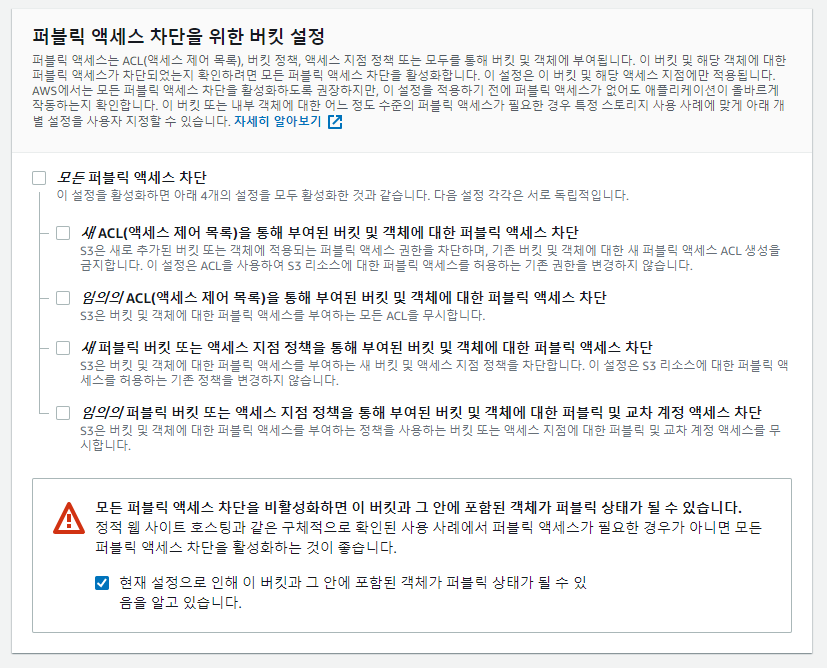 퍼블릭 액세스 차단을 위한 버킷 설정
퍼블릭 액세스는 ACL(액세스 제어 목록), 버킷 정책, 액세스 지점 정책 또는 모두를 통해 버킷 및 객체에 부여됩니다. 이 버킷 및 해당 객체에 대한
퍼블릭 액세스가 차단되었는지 확인하려면 모든 퍼블릭 액세스 차단을 활성화합니다. 이 설정은 이 버킷 및 해당 액세스 지점에만 적용됩니다.
AWS에서는 모든 퍼블릭 액세스 차단을 활성화하도록 권장하지만, 이 설정을 적용하기 전에 퍼블릭 액세스가 없어도 애플리케이션이 올바르게
작동하는지 확인합니다. 이 버킷 또는 내부 객체에 대한 어느 정도 수준의 퍼블릭 액세스가 필요한 경우 특정 스토리지 사용 사례에 맞게 아래 개
별 설정을 사용자 지정할 수 있습니다. 자세히 알아보기
모든 퍼블릭 액세스 차단
이 설정을 활성화하면 아래 4개의 설정을 모두 활성화한 것과 같습니다. 다음 설정 각각은 서로 독립적입니다.
새 ACL(액세스 제어 목록)을 통해 부여된 버킷 및 객체에 대한 퍼블릭 액세스 차단
S3은 새로 추가된 버킷 또는 객체에 적용되는 퍼블릭 액세스 권한을 차단하며, 기존 버킷 및 객체에 대한 새 퍼블릭 액세스 ACL 생성을
금지합니다. 이 설정은 ACL을 사용하여 S3 리소스에 대한 퍼블릭 액세스를 허용하는 기존 권한을 변경하지 않습니다.
임의의 ACL(액세스 제어 목록)을 통해 부여된 버킷 및 객체에 대한 퍼블릭 액세스 차단
S3은 버킷 및 객체에 대한 퍼블릭 액세스를 부여하는 모든 ACL을 무시합니다.
새 퍼블릭 버킷 또는 액세스 지점 정책을 통해 부여된 버킷 및 객체에 대한 퍼블릭 액세스 차단
S3은 버킷 및 객체에 대한 퍼블릭 액세스를 부여하는 새 버킷 및 액세스 지점 정책을 차단합니다. 이 설정은 S3 리소스에 대한 퍼블릭 액
세스를 허용하는 기존 정책을 변경하지 않습니다.
임의의 퍼블릭 버킷 또는 액세스 지점 정책을 통해 부여된 버킷 및 객체에 대한 퍼블릭 및 교차 계정 액세스 차단
S3은 버킷 및 객체에 대한 퍼블릭 액세스를 부여하는 정책을 사용하는 버킷 또는 액세스 지점에 대한 퍼블릭 및 교차 계정 액세스를 무
시합니다.
모든 퍼블릭 액세스 차단을 비활성화하면 이 버킷과 그 안에 포함된 객체가 퍼블릭 상태가 될 수 있습니다.
정적 웹 사이트 호스팅과 같은 구체적으로 확인된 사용 사례에서 퍼블릭 액세스가 필요한 경우가 아니면 모든
퍼블릭 액세스 차단을 활성화하는 것이 좋습니다.
현재 설정으로 인해 이 버킷과 그 안에 포함된 객체가 퍼블릭 상태가 될 수 있
음을 알고 있습니다.